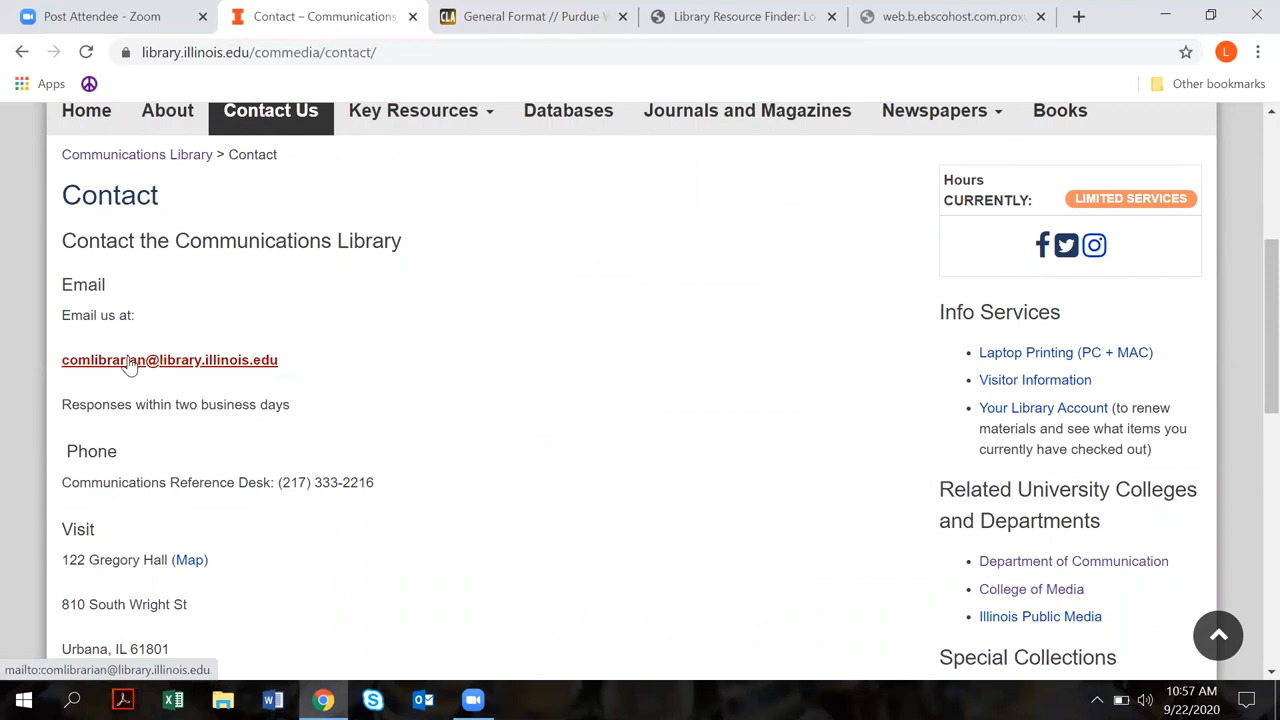 Post Attendee - Zoom
Contact – Communications
General Format // Purdue W
Library Resource Finder: Lo
web.b.ebscohost.com.prox
library.illinois.edu/commedia/contact/
L
Apps
Other bookmarks
Home About Contact Us Key Resources Databases Journals and Magazines Newspapers Books
Communications Library > Contact
Contact
Contact the Communications Library
Email
Email us at:
comlibrarian@library.illinois.edu
Responses within two business days
Phone
Communications Reference Desk: (217) 333-2216
Visit
122 Gregory Hall (Map)
810 South Wright St
Urbana, IL 61801
Hours
CURRENTLY: LIMITED SERVICES
Info Services
Laptop Printing (PC + MAC)
Visitor Information
Your Library Account (to renew
materials and see what items you
currently have checked out)
Related University Colleges
and Departments
Department of Communication
College of Media
Illinois Public Media
Special Collections
mailto:comlibrarian@library.illinois.edu
10:57 AM
9/22/2020